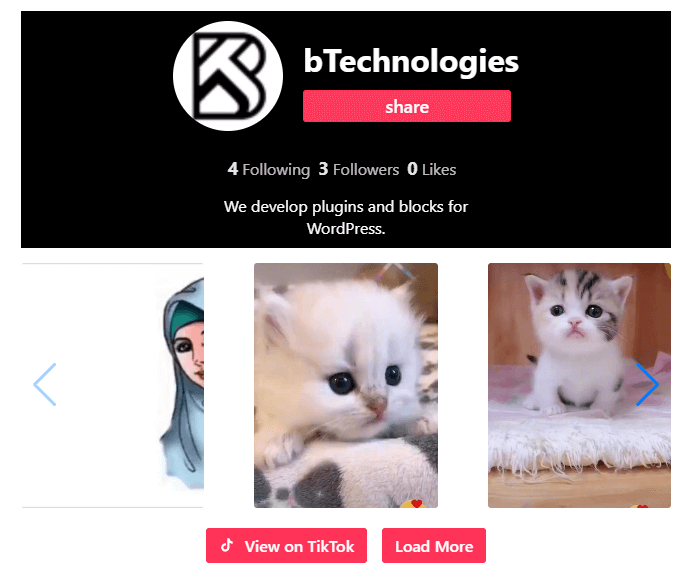 bTechnologies
share
4 Following 3 Followers 0 Likes
We develop plugins and blocks for
WordPress.
View on TikTok
Load More